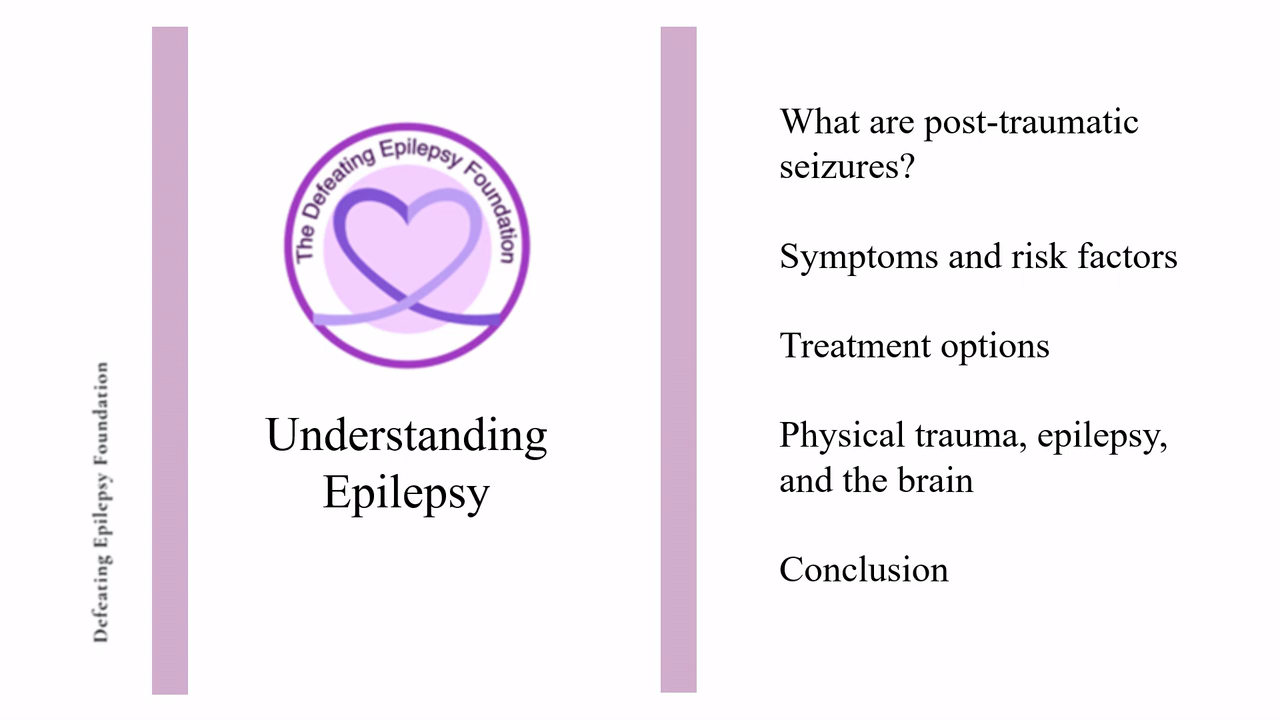 Defeating Epilepsy Foundation
The Defeating Epilepsy Foundation
Understanding
Epilepsy
What are post-traumatic
seizures?
Symptoms and risk factors
Treatment options
Physical trauma, epilepsy,
and the brain
Conclusion